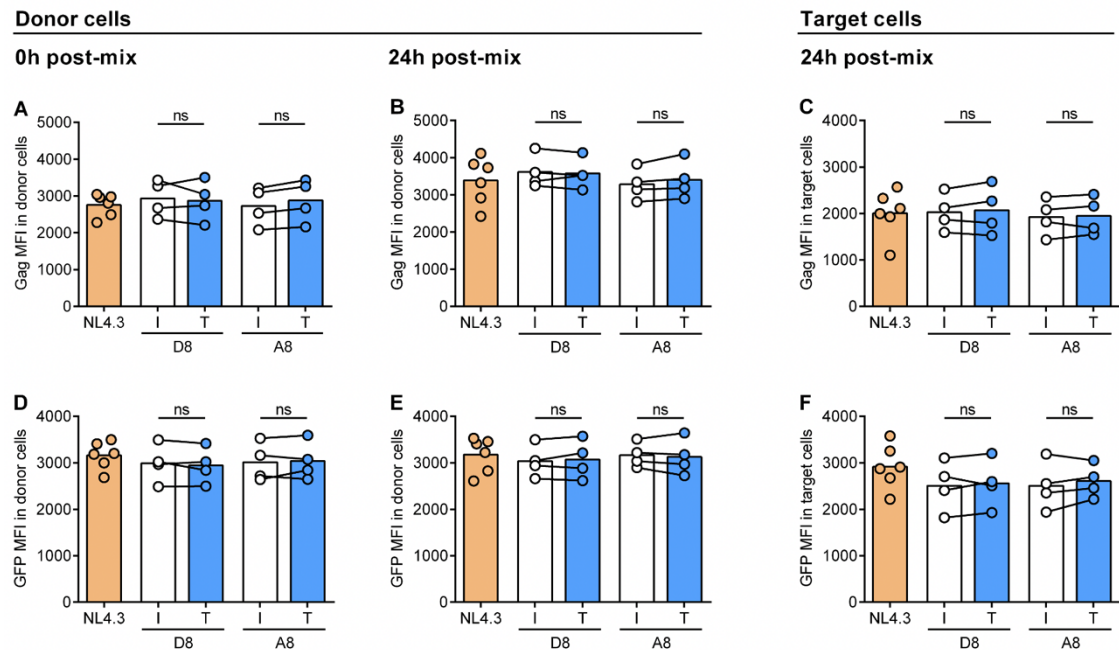 Donor cells
Target cells
0h post-mix
24h post-mix
24h post-mix
A
Gag MFI in donor cells
5000
4000
3000
2000
1000
0
ns
ns
NL4.3
I
T
I
T
D8
A8
B
Gag MFI in donor cells
5000
4000
3000
2000
1000
0
ns
ns
NL4.3
I
T
I
T
D8
A8
C
Gag MFI in target cells
4000
3000
2000
1000
0
ns
ns
NL4.3
I
T
I
T
D8
A8
D
GFP MFI in donor cells
4000
3000
2000
1000
0
ns
ns
NL4.3
I
T
I
T
D8
A8
E
GFP MFI in donor cells
4000
3000
2000
1000
0
ns
ns
NL4.3
I
T
I
T
D8
A8
F
GFP MFI in target cells
4000
3000
2000
1000
0
ns
ns
NL4.3
I
T
I
T
D8
A8